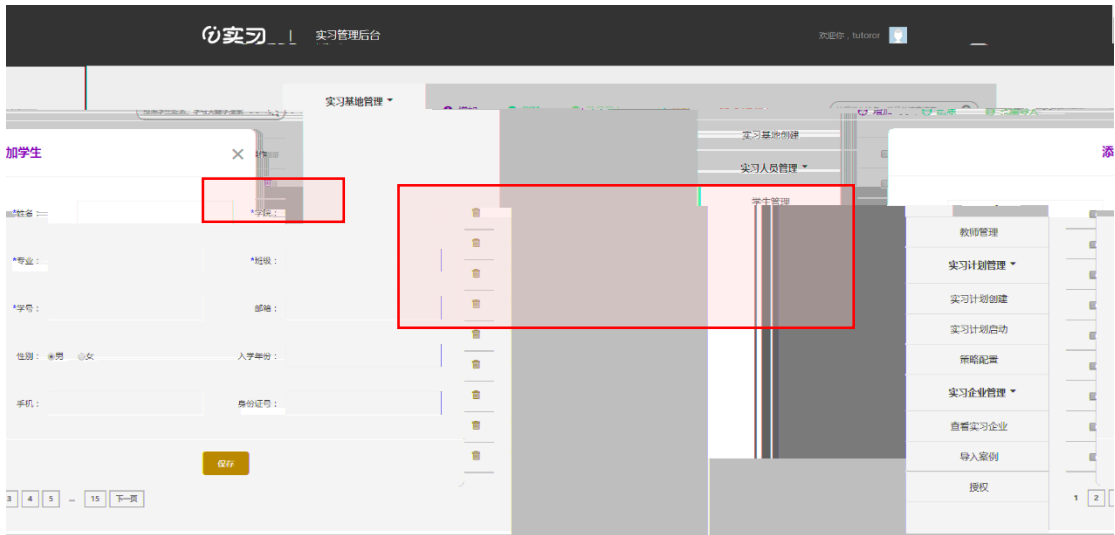 i实习 实习管理后台 欢迎你，tutoror
实习基地管理
实习基地创建
实习人员管理
学生管理
加学生
添
*姓名： *学院：
*专业： *班级：
*学号： 邮箱：
性别： 男 女 入学年份：
手机： 身份证号：
保存
3 4 5 ... 15 下一页
教师管理
实习计划管理
实习计划创建
实习计划启动
策略配置
实习企业管理
查看实习企业
导入案例
授权
1 2